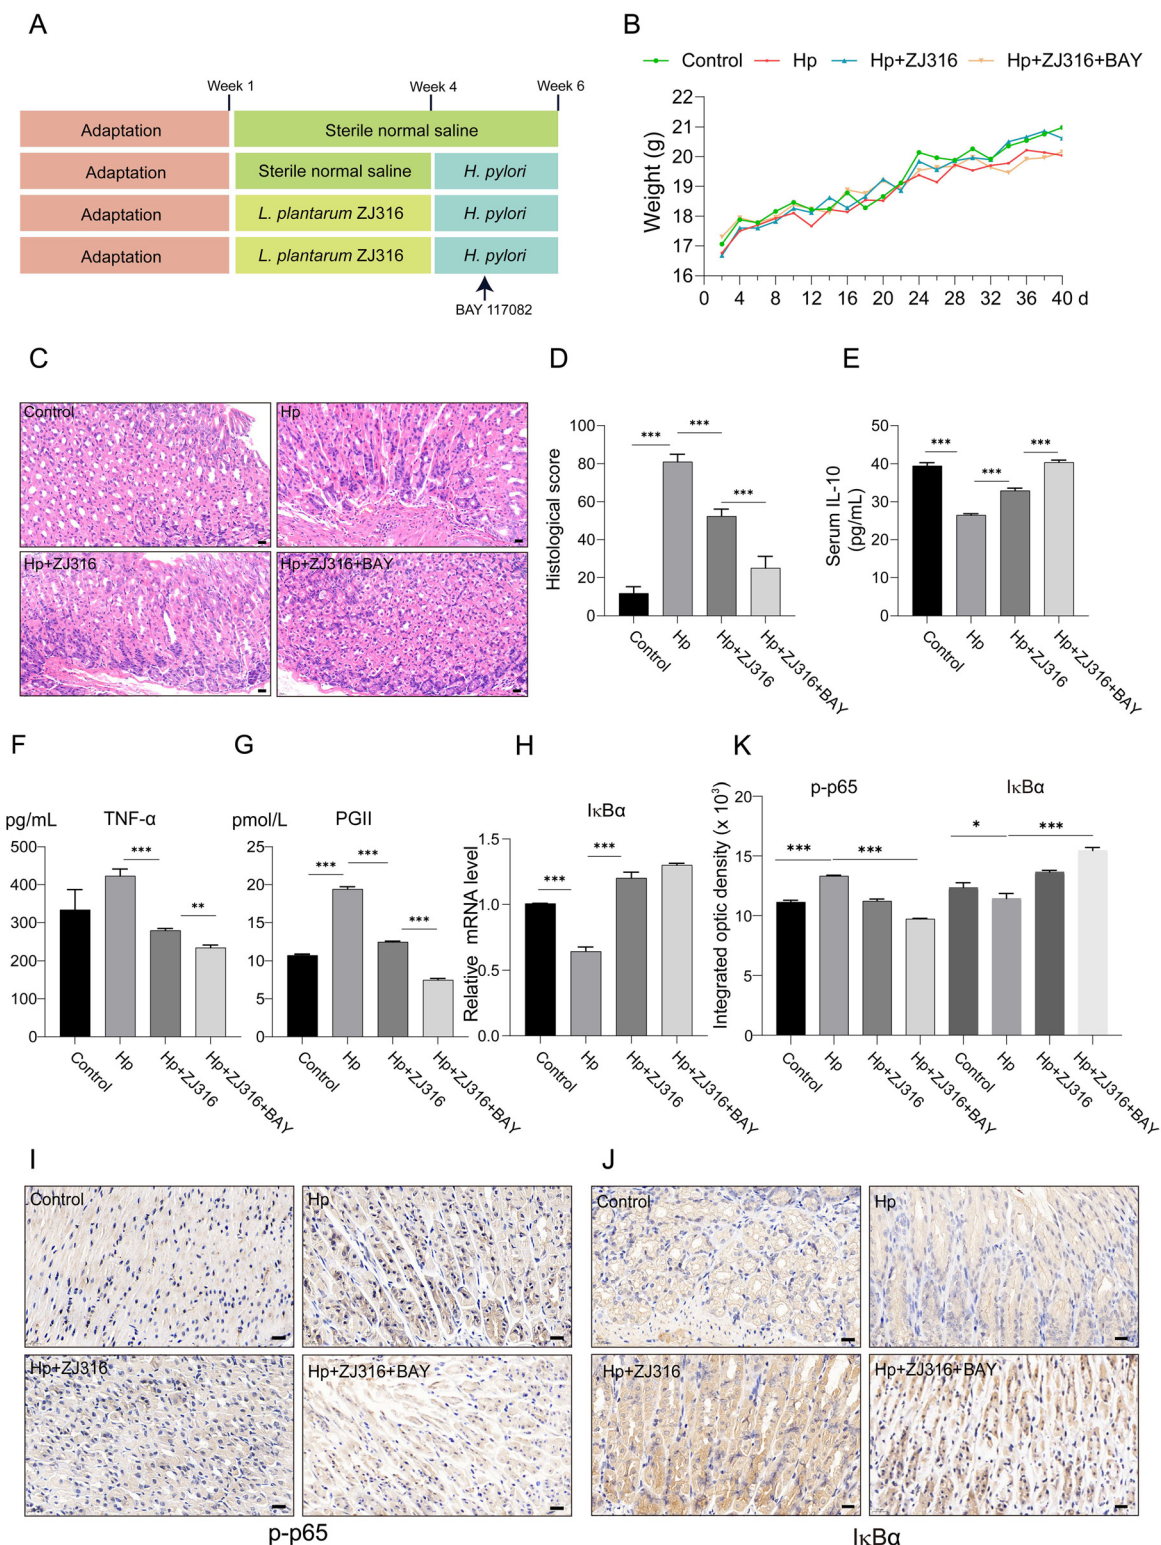 A
Week 1
Week 4
Week 6
Adaptation
Sterile normal saline
Adaptation
Sterile normal saline
H. pylori
Adaptation
L. plantarum ZJ316
H. pylori
Adaptation
L. plantarum ZJ316
H. pylori
BAY 117082
B
Control
Hp
Hp+ZJ316
Hp+ZJ316+BAY
Weight (g)
22
21
20
19
18
17
16
0 4 8 12 16 20 24 28 32 36 40 d
C
Control
Hp
Hp+ZJ316
Hp+ZJ316+BAY
D
Histological score
100
80
60
40
20
0
***
***
***
Control
Hp
Hp+ZJ316
Hp+ZJ316+BAY
E
Serum IL-10
(pg/mL)
50
40
30
20
10
0
***
***
***
Control
Hp
Hp+ZJ316
Hp+ZJ316+BAY
F
pg/mL
TNF-α
500
400
300
200
100
0
***
**
Control
Hp
Hp+ZJ316
Hp+ZJ316+BAY
G
pmol/L
PGII
25
20
15
10
5
0
***
***
***
Control
Hp
Hp+ZJ316
Hp+ZJ316+BAY
H
IκBα
Relative mRNA level
1.5
1.0
0.5
0.0
***
***
Control
Hp
Hp+ZJ316
Hp+ZJ316+BAY
K
p-p65
IκBα
Integrated optic density (x 10³)
20
15
10
5
0
***
***
*
***
Control
Hp
Hp+ZJ316
Hp+ZJ316+BAY
Control
Hp
Hp+ZJ316
Hp+ZJ316+BAY
I
Control
Hp
Hp+ZJ316
Hp+ZJ316+BAY
p-p65
J
Control
Hp
Hp+ZJ316
Hp+ZJ316+BAY
IκBα